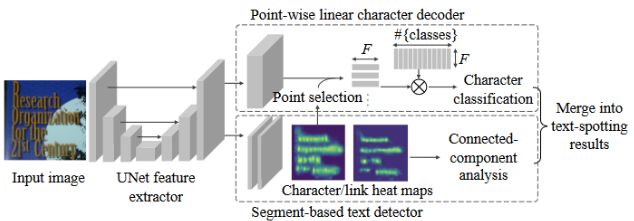 Point-wise linear character decoder
#{classes}
F
F
Point selection
Character
classification
Research
Organization
for the
21st Century
Input image
UNet feature
extractor
Character/link heat maps
Connected-
component
analysis
Merge into
text-spotting
results
Segment-based text detector